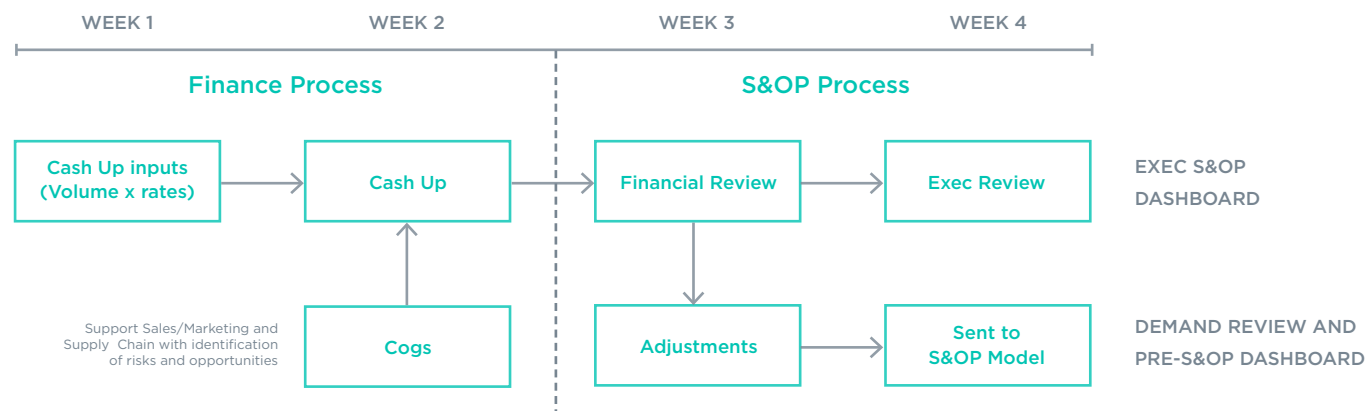 WEEK 1
WEEK 2
WEEK 3
WEEK 4
Finance Process
S&OP Process
Cash Up inputs
(Volume x rates)
Cash Up
Financial Review
Exec Review
EXEC S&OP
DASHBOARD
Support Sales/Marketing and
Supply Chain with identification
of risks and opportunities
Cogs
Adjustments
Sent to
S&OP Model
DEMAND REVIEW AND
PRE-S&OP DASHBOARD